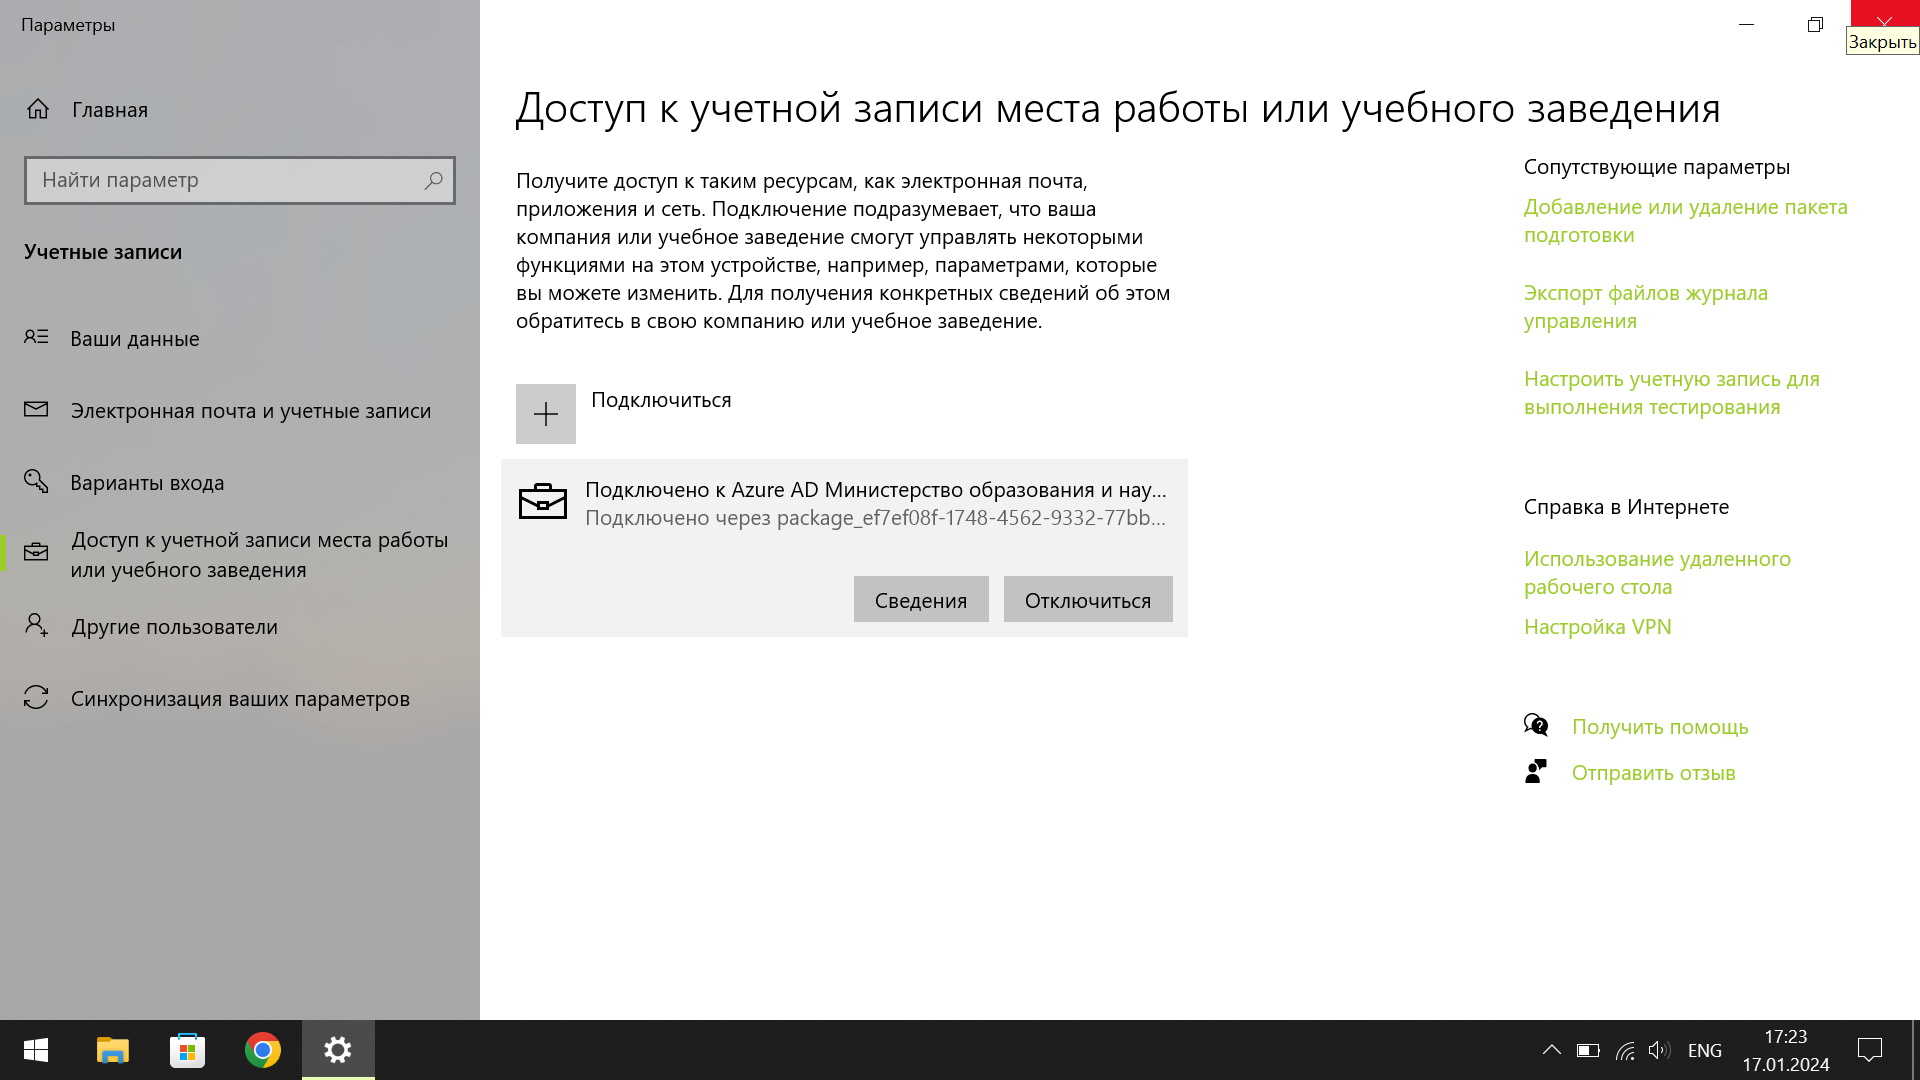 Параметры
Закрыть
Главная
Найти параметр
Учетные записи
Ваши данные
Электронная почта и учетные записи
Варианты входа
Доступ к учетной записи места работы
или учебного заведения
Другие пользователи
Синхронизация ваших параметров
Доступ к учетной записи места работы или учебного заведения
Получите доступ к таким ресурсам, как электронная почта,
приложения и сеть. Подключение подразумевает, что ваша
компания или учебное заведение смогут управлять некоторыми
функциями на этом устройстве, например, параметрами, которые
вы можете изменить. Для получения конкретных сведений об этом
обратитесь в свою компанию или учебное заведение.
Подключиться
Подключено к Azure AD Министерство образования и нау...
Подключено через package_ef7ef08f-1748-4562-9332-77bb...
Сведения
Отключиться
Сопутствующие параметры
Добавление или удаление пакета
подготовки
Экспорт файлов журнала
управления
Настроить учетную запись для
выполнения тестирования
Справка в Интернете
Использование удаленного
рабочего стола
Настройка VPN
Получить помощь
Отправить отзыв
ENG
17:23
17.01.2024